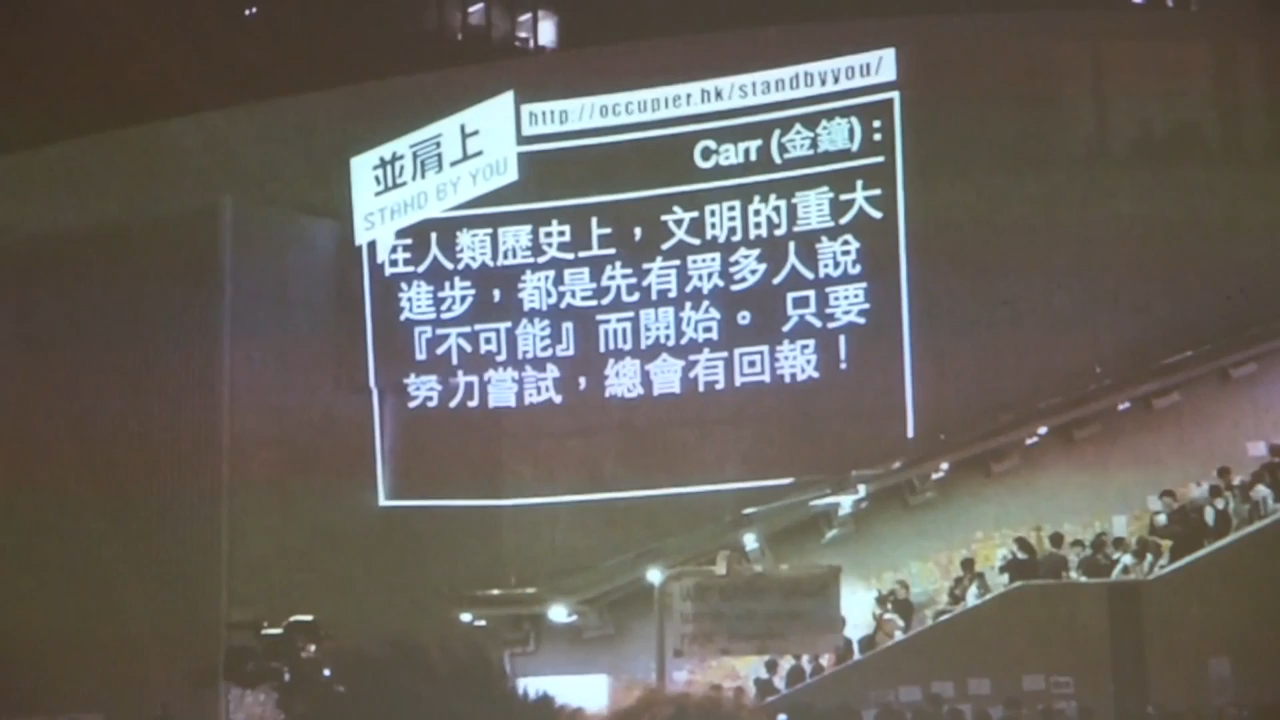 http://occupier.hk/standbyyou/
並肩上
STAND BY YOU
Carr (金鐘)：
在人類歷史上，文明的重大
進步，都是先有眾多人說
『不可能』而開始。 只要
努力嘗試，總會有回報！